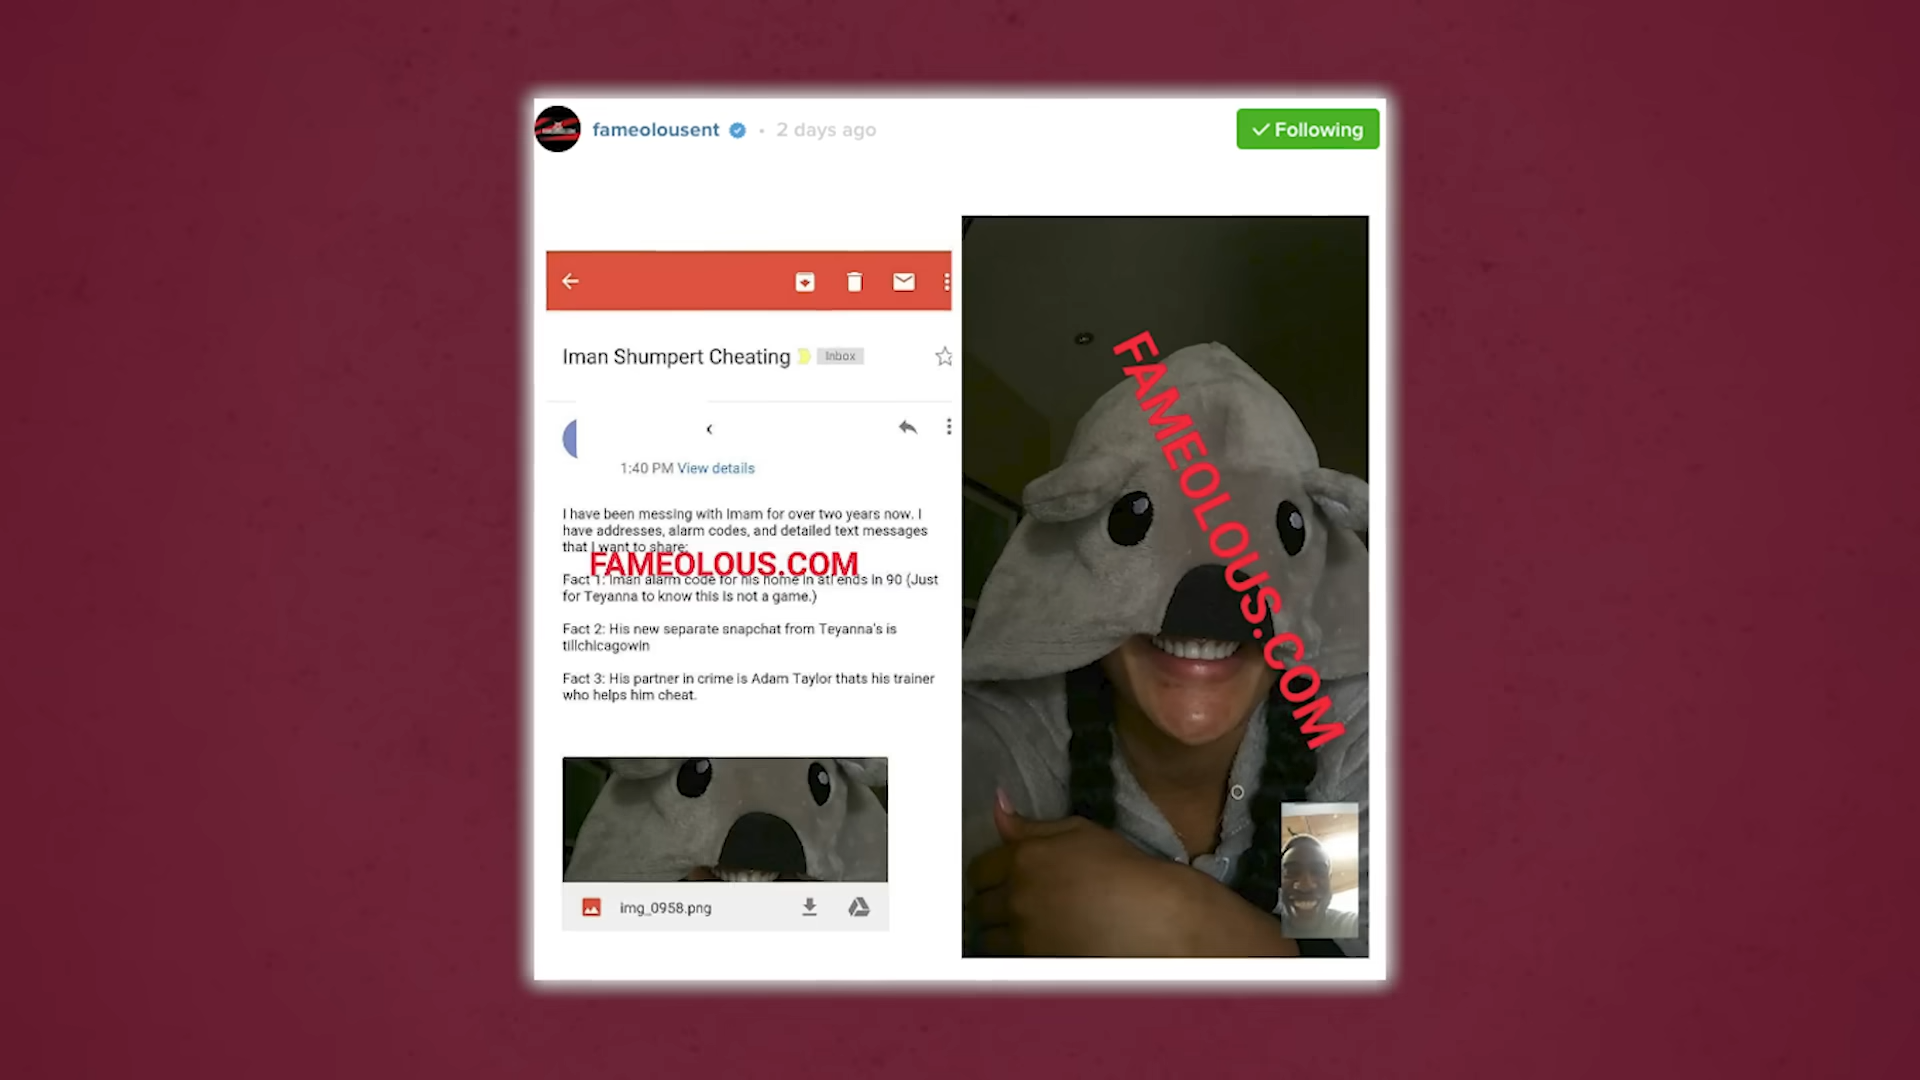 fameolousent • 2 days ago
Following
Iman Shumpert Cheating Inbox
1:40 PM View details
I have been messing with Imam for over two years now. I
have addresses, alarm codes, and detailed text messages
that I want to share:
FAMEOLOUS.COM
Fact 1: Iman alarm code for his home in atl ends in 90 (Just
for Teyanna to know this is not a game.)
Fact 2: His new separate snapchat from Teyanna's is
tillchicagowin
Fact 3: His partner in crime is Adam Taylor thats his trainer
who helps him cheat.
img_0958.png
FAMEOLOUS.COM